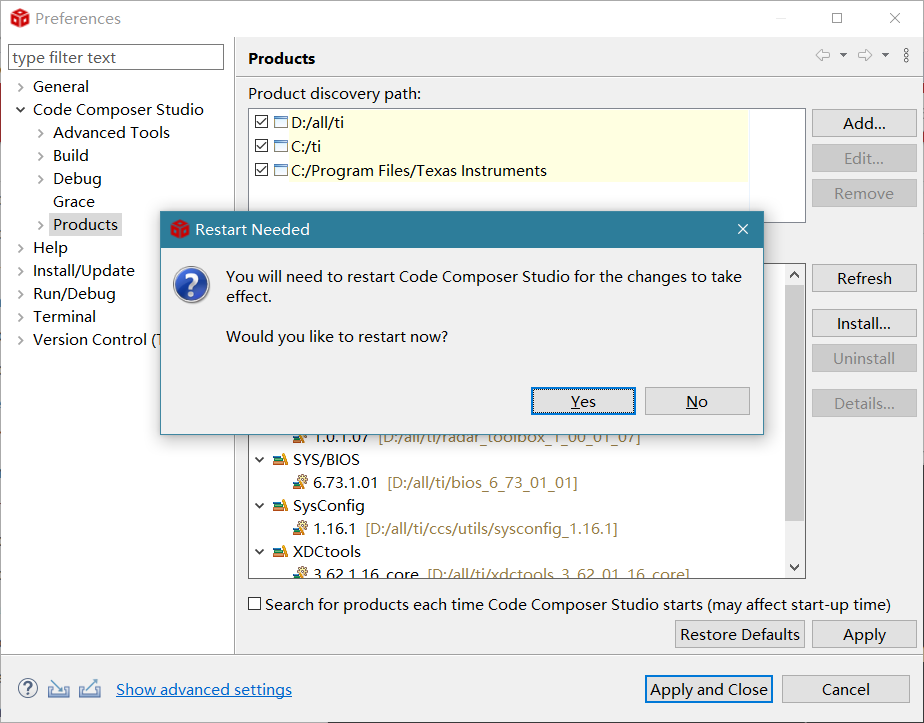 Preferences
type filter text
General
Code Composer Studio
Advanced Tools
Build
Debug
Grace
Products
Help
Install/Update
Run/Debug
Terminal
Version Control (
Products
Product discovery path:
D:/all/ti
C:/ti
C:/Program Files/Texas Instruments
Add...
Edit...
Remove
Restart Needed
You will need to restart Code Composer Studio for the changes to take
effect.
Would you like to restart now?
Yes
No
Refresh
Install...
Uninstall
Details...
1.0.1.07 [D:/all/ti/radar_toolbox_1_00_01_07]
SYS/BIOS
6.73.1.01 [D:/all/ti/bios_6_73_01_01]
SysConfig
1.16.1 [D:/all/ti/ccs/utils/sysconfig_1.16.1]
XDCtools
3.62.1.16_core [D:/all/ti/xdctools_3_62_01_16_core]
Search for products each time Code Composer Studio starts (may affect start-up time)
Restore Defaults
Apply
Show advanced settings
Apply and Close
Cancel